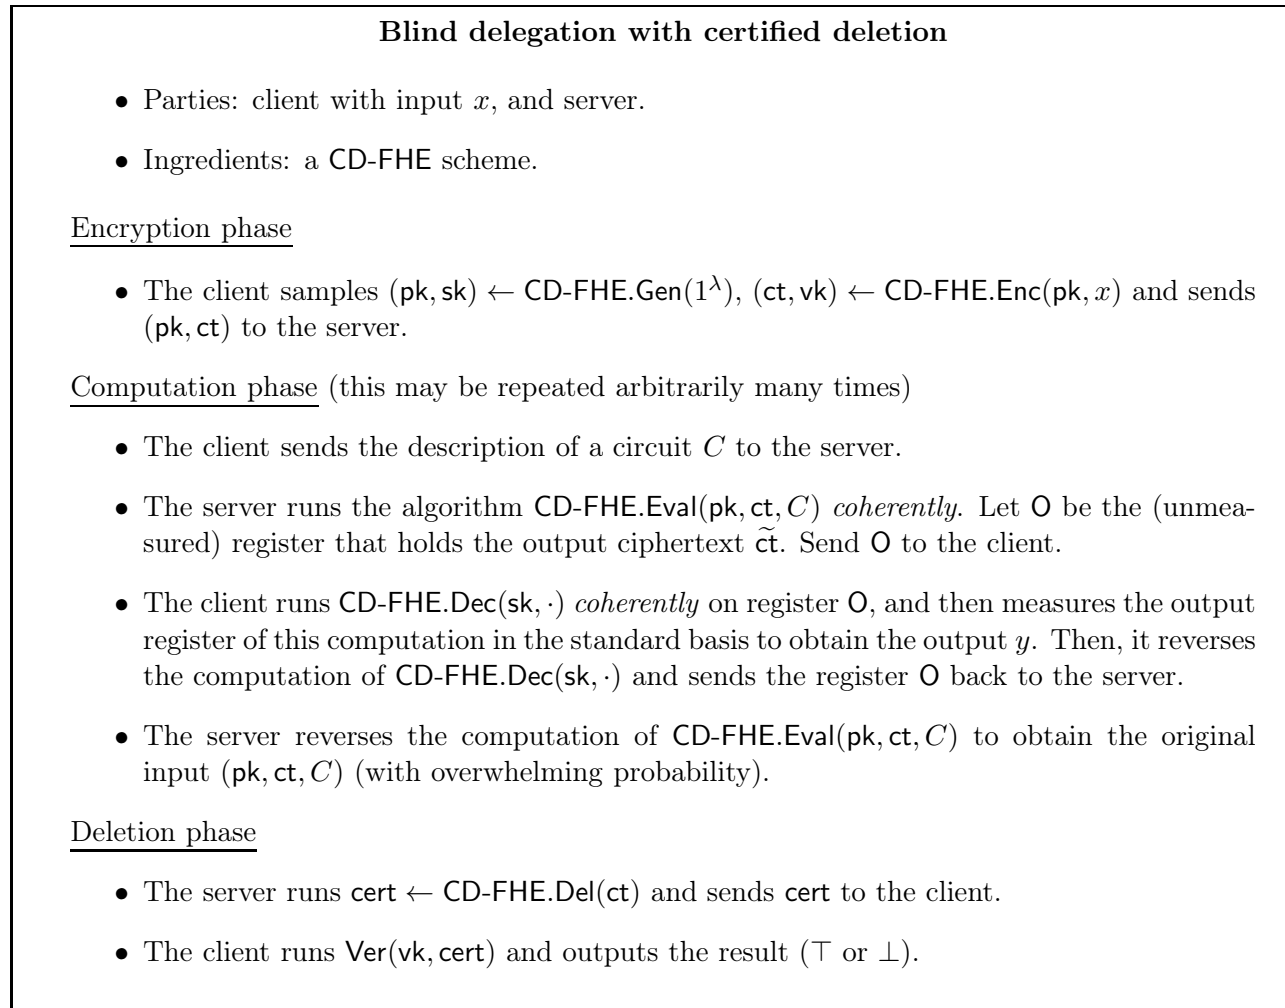 Blind delegation with certified deletion
• Parties: client with input x, and server.
• Ingredients: a CD-FHE scheme.
Encryption phase
• The client samples (pk, sk) ← CD-FHE.Gen(1^λ), (ct, vk) ← CD-FHE.Enc(pk, x) and sends
(pk, ct) to the server.
Computation phase (this may be repeated arbitrarily many times)
• The client sends the description of a circuit C to the server.
• The server runs the algorithm CD-FHE.Eval(pk, ct, C) coherently. Let O be the (unmea-
sured) register that holds the output ciphertext c͠t. Send O to the client.
• The client runs CD-FHE.Dec(sk, ·) coherently on register O, and then measures the output
register of this computation in the standard basis to obtain the output y. Then, it reverses
the computation of CD-FHE.Dec(sk, ·) and sends the register O back to the server.
• The server reverses the computation of CD-FHE.Eval(pk, ct, C) to obtain the original
input (pk, ct, C) (with overwhelming probability).
Deletion phase
• The server runs cert ← CD-FHE.Del(ct) and sends cert to the client.
• The client runs Ver(vk, cert) and outputs the result (⊤ or ⊥).